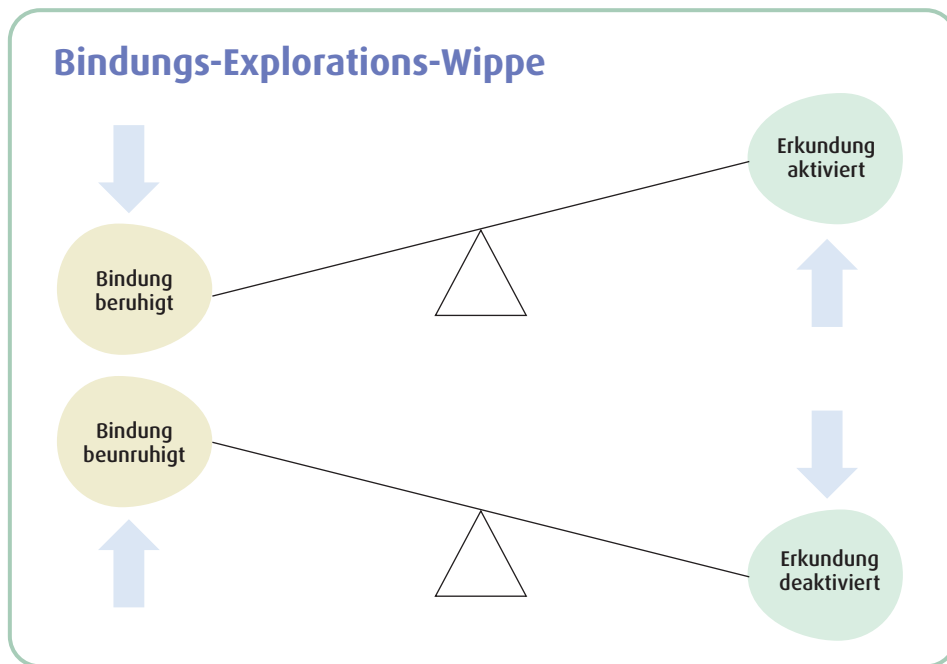 Bindungs-Explorations-Wippe
Erkundung
aktiviert
Bindung
beruhigt
Bindung
beunruhigt
Erkundung
deaktiviert